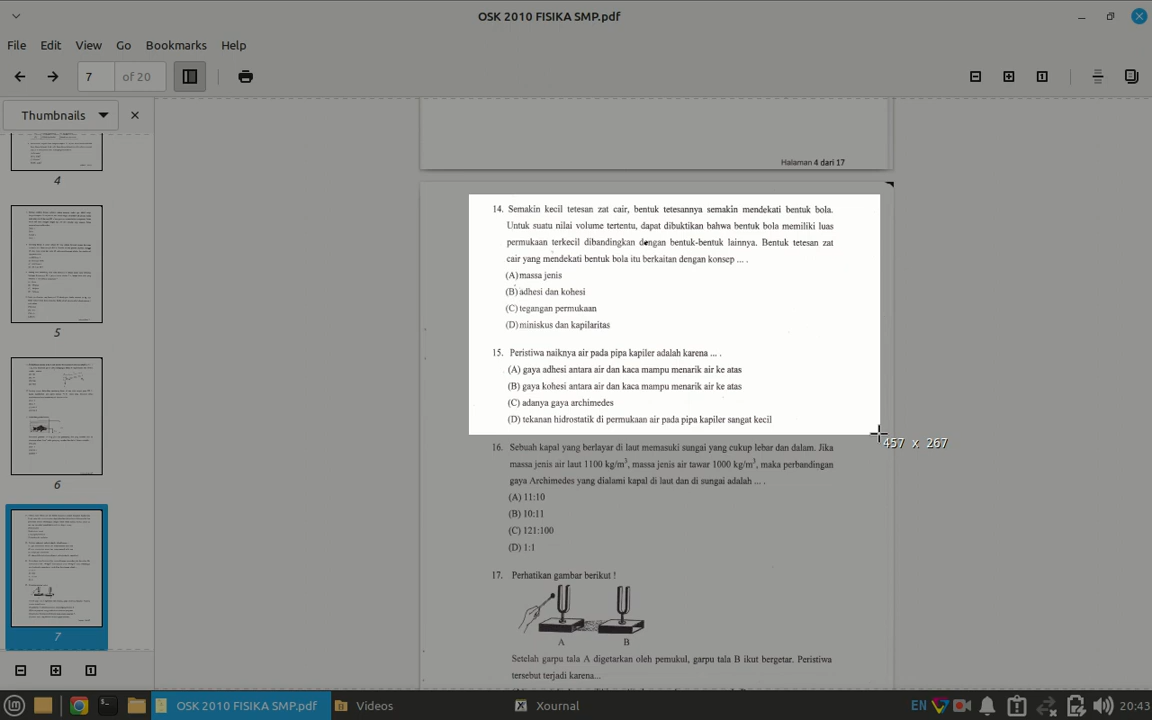 OSK 2010 FISIKA SMP.pdf
File Edit View Go Bookmarks Help
7 of 20
Thumbnails
4
5
6
7
Halaman 4 dari 17
14. Semakin kecil tetesan zat cair, bentuk tetesannya semakin mendekati bentuk bola.
Untuk suatu nilai volume tertentu, dapat dibuktikan bahwa bentuk bola memiliki luas
permukaan terkecil dibandingkan dengan bentuk-bentuk lainnya. Bentuk tetesan zat
cair yang mendekati bentuk bola itu berkaitan dengan konsep ... .
(A) massa jenis
(B) adhesi dan kohesi
(C) tegangan permukaan
(D) miniskus dan kapilaritas
15. Peristiwa naiknya air pada pipa kapiler adalah karena ... .
(A) gaya adhesi antara air dan kaca mampu menarik air ke atas
(B) gaya kohesi antara air dan kaca mampu menarik air ke atas
(C) adanya gaya archimedes
(D) tekanan hidrostatik di permukaan air pada pipa kapiler sangat kecil
457 x 267
16. Sebuah kapal yang berlayar di laut memasuki sungai yang cukup lebar dan dalam. Jika
massa jenis air laut 1100 kg/m³, massa jenis air tawar 1000 kg/m³, maka perbandingan
gaya Archimedes yang dialami kapal di laut dan di sungai adalah ... .
(A) 11:10
(B) 10:11
(C) 121:100
(D) 1:1
17. Perhatikan gambar berikut !
A B
Setelah garpu tala A digetarkan oleh pemukul, garpu tala B ikut bergetar. Peristiwa
tersebut terjadi karena...
OSK 2010 FISIKA SMP.pdf Videos Xournal EN 20:43